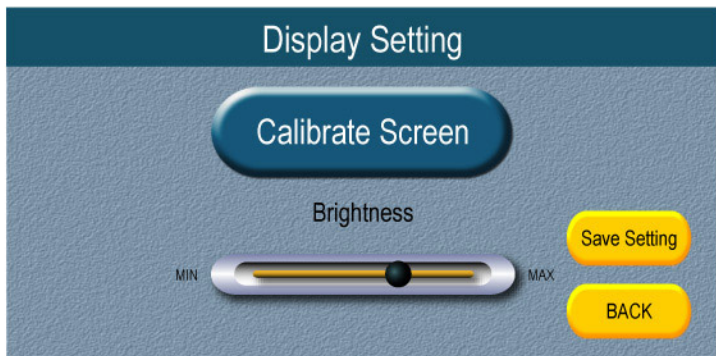 Display Setting
Calibrate Screen
Brightness
MIN
MAX
Save Setting
BACK